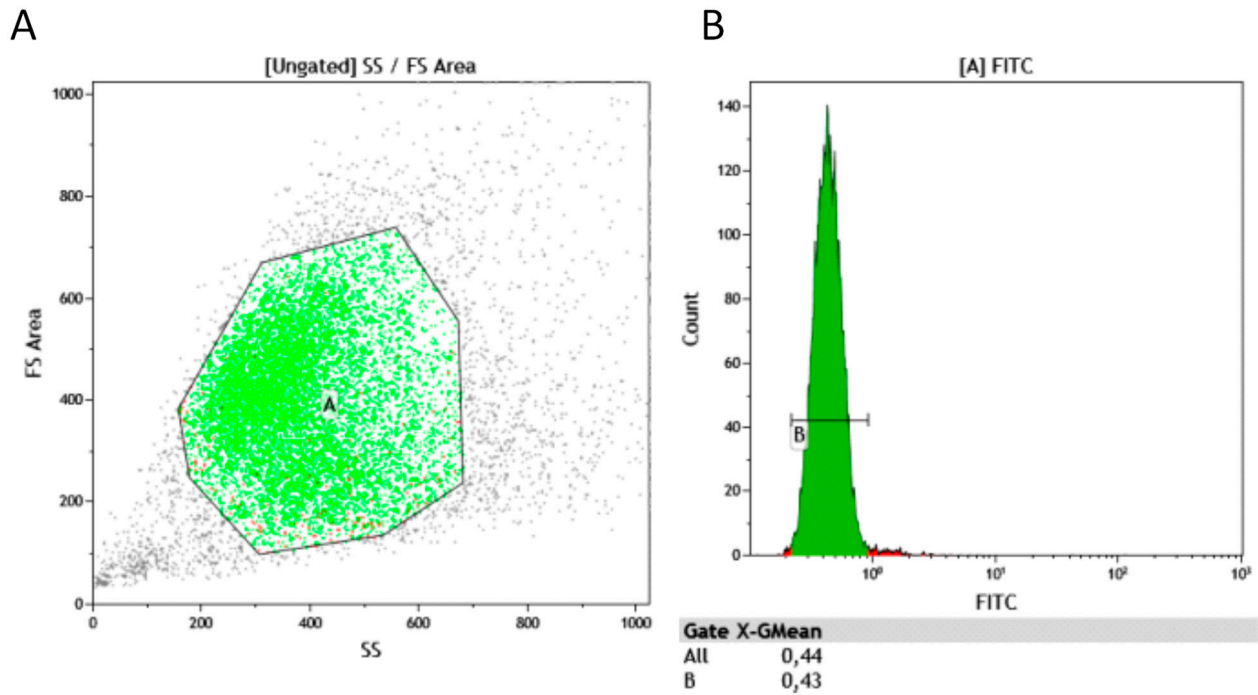 A
B
[Ungated] SS / FS Area
1000
800
600
400
200
0
FS Area
A
0
200
400
600
800
1000
SS
[A] FITC
140
120
100
80
60
40
20
0
Count
B
10⁰
10¹
10²
10³
FITC
Gate X-GMean
All 0,44
B 0,43